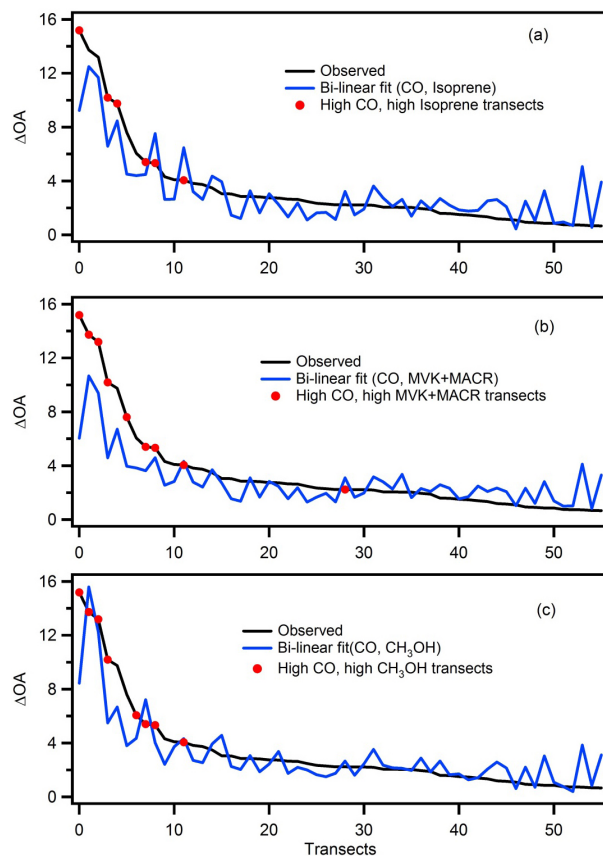 16
12
8
4
0
ΔOA
(a)
Observed
Bi-linear fit (CO, Isoprene)
High CO, high Isoprene transects
0 10 20 30 40 50
16
12
8
4
0
ΔOA
(b)
Observed
Bi-linear fit (CO, MVK+MACR)
High CO, high MVK+MACR transects
0 10 20 30 40 50
16
12
8
4
0
ΔOA
(c)
Observed
Bi-linear fit(CO, CH₃OH)
High CO, high CH₃OH transects
0 10 20 30 40 50
Transects